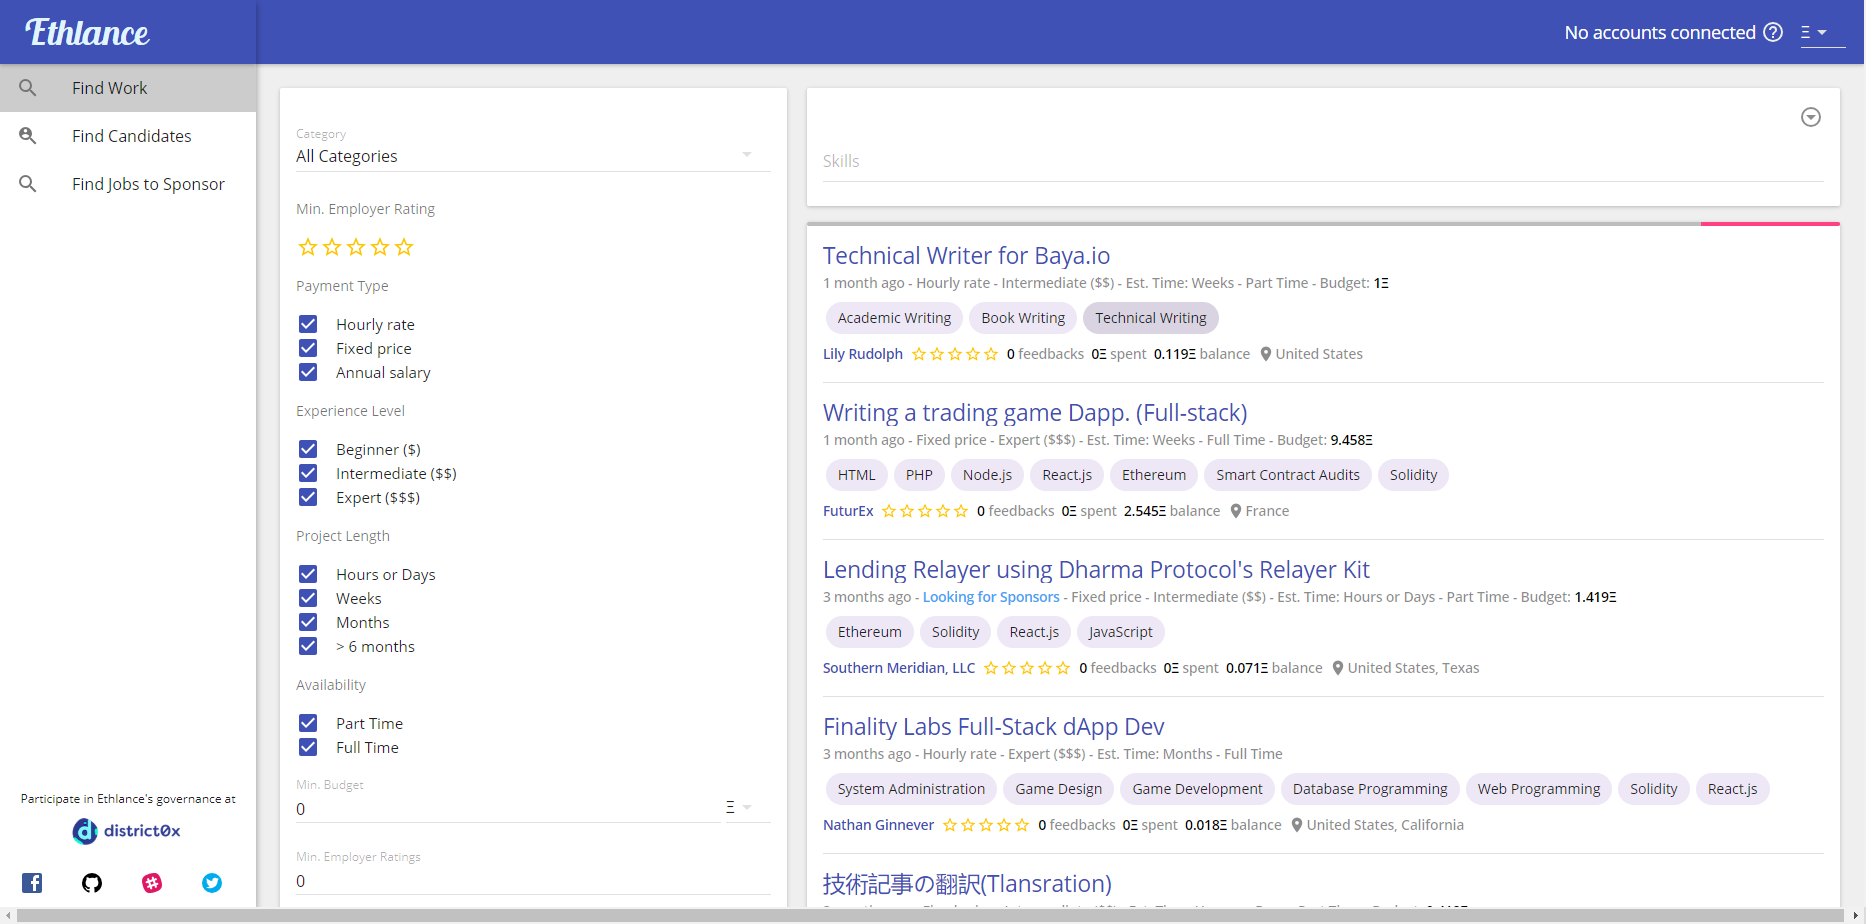 Ethlance
No accounts connected
Ξ
Find Work
Find Candidates
Find Jobs to Sponsor
Participate in Ethlance's governance at
district0x
Category
All Categories
Min. Employer Rating
Payment Type
Hourly rate
Fixed price
Annual salary
Experience Level
Beginner ($)
Intermediate ($$)
Expert ($$$)
Project Length
Hours or Days
Weeks
Months
> 6 months
Availability
Part Time
Full Time
Min. Budget
0 Ξ
Min. Employer Ratings
0
Skills
Technical Writer for Baya.io
1 month ago - Hourly rate - Intermediate ($$) - Est. Time: Weeks - Part Time - Budget: 1Ξ
Academic Writing Book Writing Technical Writing
Lily Rudolph 0 feedbacks 0Ξ spent 0.119Ξ balance United States
Writing a trading game Dapp. (Full-stack)
1 month ago - Fixed price - Expert ($$$) - Est. Time: Weeks - Full Time - Budget: 9.458Ξ
HTML PHP Node.js React.js Ethereum Smart Contract Audits Solidity
FuturEx 0 feedbacks 0Ξ spent 2.545Ξ balance France
Lending Relayer using Dharma Protocol's Relayer Kit
3 months ago - Looking for Sponsors - Fixed price - Intermediate ($$) - Est. Time: Hours or Days - Part Time - Budget: 1.419Ξ
Ethereum Solidity React.js JavaScript
Southern Meridian, LLC 0 feedbacks 0Ξ spent 0.071Ξ balance United States, Texas
Finality Labs Full-Stack dApp Dev
3 months ago - Hourly rate - Expert ($$$) - Est. Time: Months - Full Time
System Administration Game Design Game Development Database Programming Web Programming Solidity React.js
Nathan Ginnever 0 feedbacks 0Ξ spent 0.018Ξ balance United States, California
技術記事の翻訳(Tlansration)